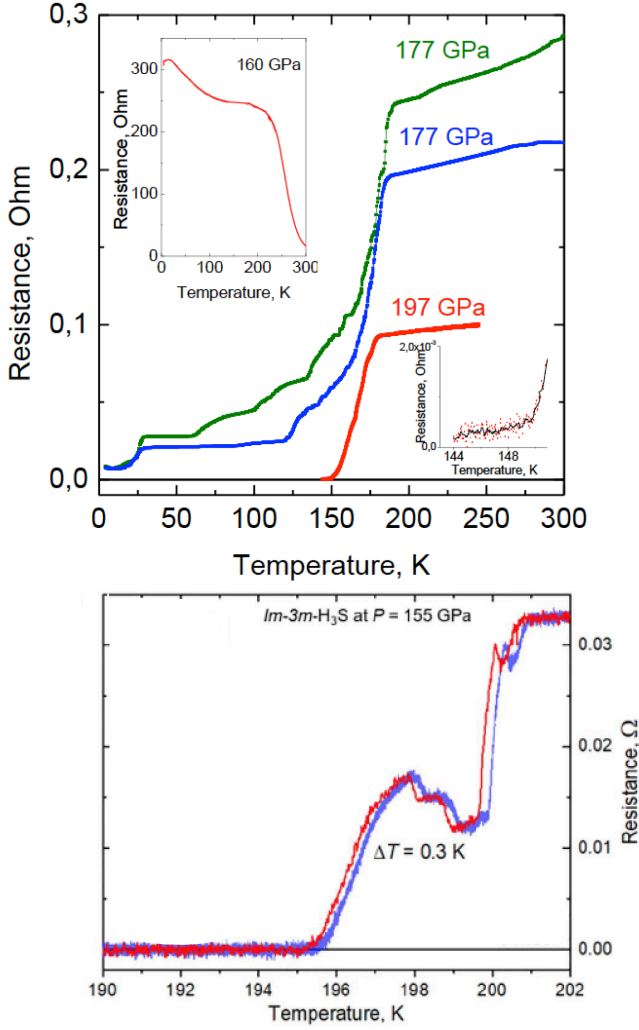 0,3
0,2
0,1
0,0
Resistance, Ohm
177 GPa
177 GPa
197 GPa
160 GPa
300
250
150
0
Resistance, Ohm
0 100 200 300
Temperature, K
2,0x10⁻³
0,0
Resistance, Ohm
144 148
Temperature, K
0 50 100 150 200 250 300
Temperature, K
Im-3m-H₃S at P = 155 GPa
ΔT = 0.3 K
0.03
0.02
0.01
0.00
Resistance, Ω
190 192 194 196 198 200 202
Temperature, K